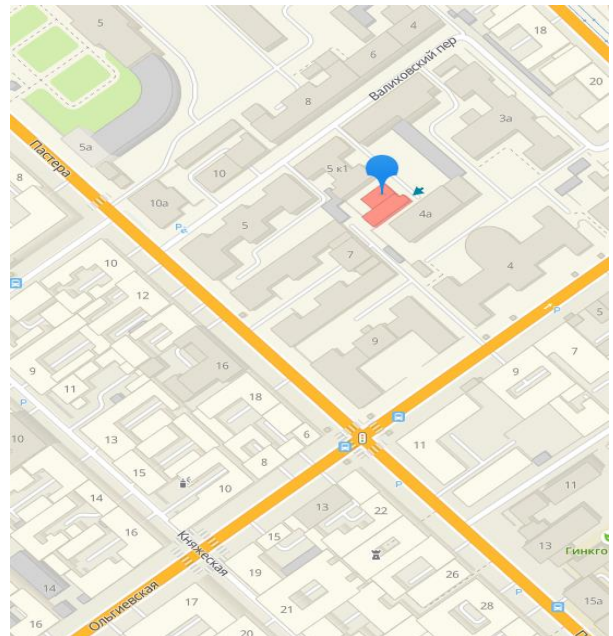 5
4
18
6
Валиховский пер
20
8
3а
Пастера
5а
8
10
5 к1
10а
4а
P
5
10
7
4
12
P
5
9
7
16
9
9
11
18
P
6
11
13
10
8
15
11
P
10
14
13
22
16
15
Княжеская
13
Гинкго
19
26
14
15а
Ольгиевская
17
21
28
P
16
20